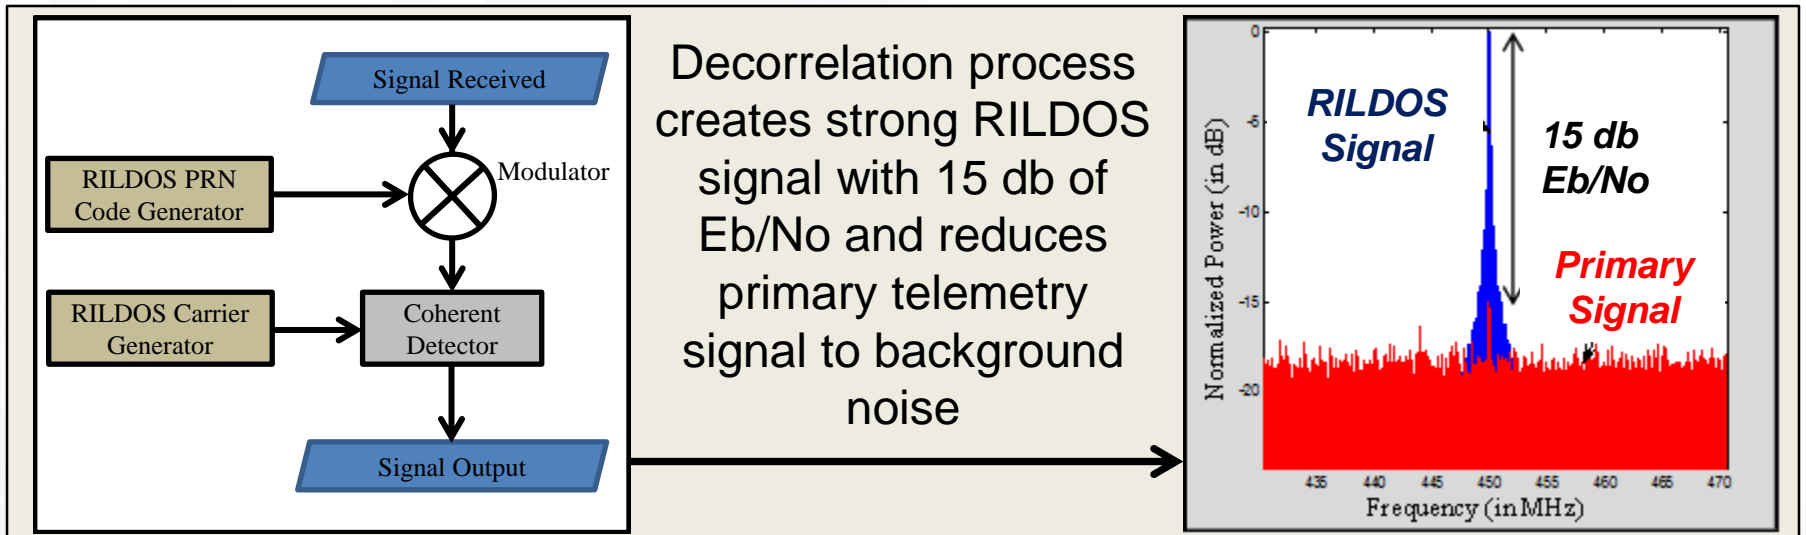 Signal Received
Modulator
RILDOS PRN
Code Generator
RILDOS Carrier
Generator
Coherent
Detector
Signal Output
Decorrelation process
creates strong RILDOS
signal with 15 db of
Eb/No and reduces
primary telemetry
signal to background
noise
RILDOS
Signal
15 db
Eb/No
Primary
Signal
Normalized Power (in dB)
0
-5
-10
-15
-20
435 440 445 450 455 460 465 470
Frequency (in MHz)